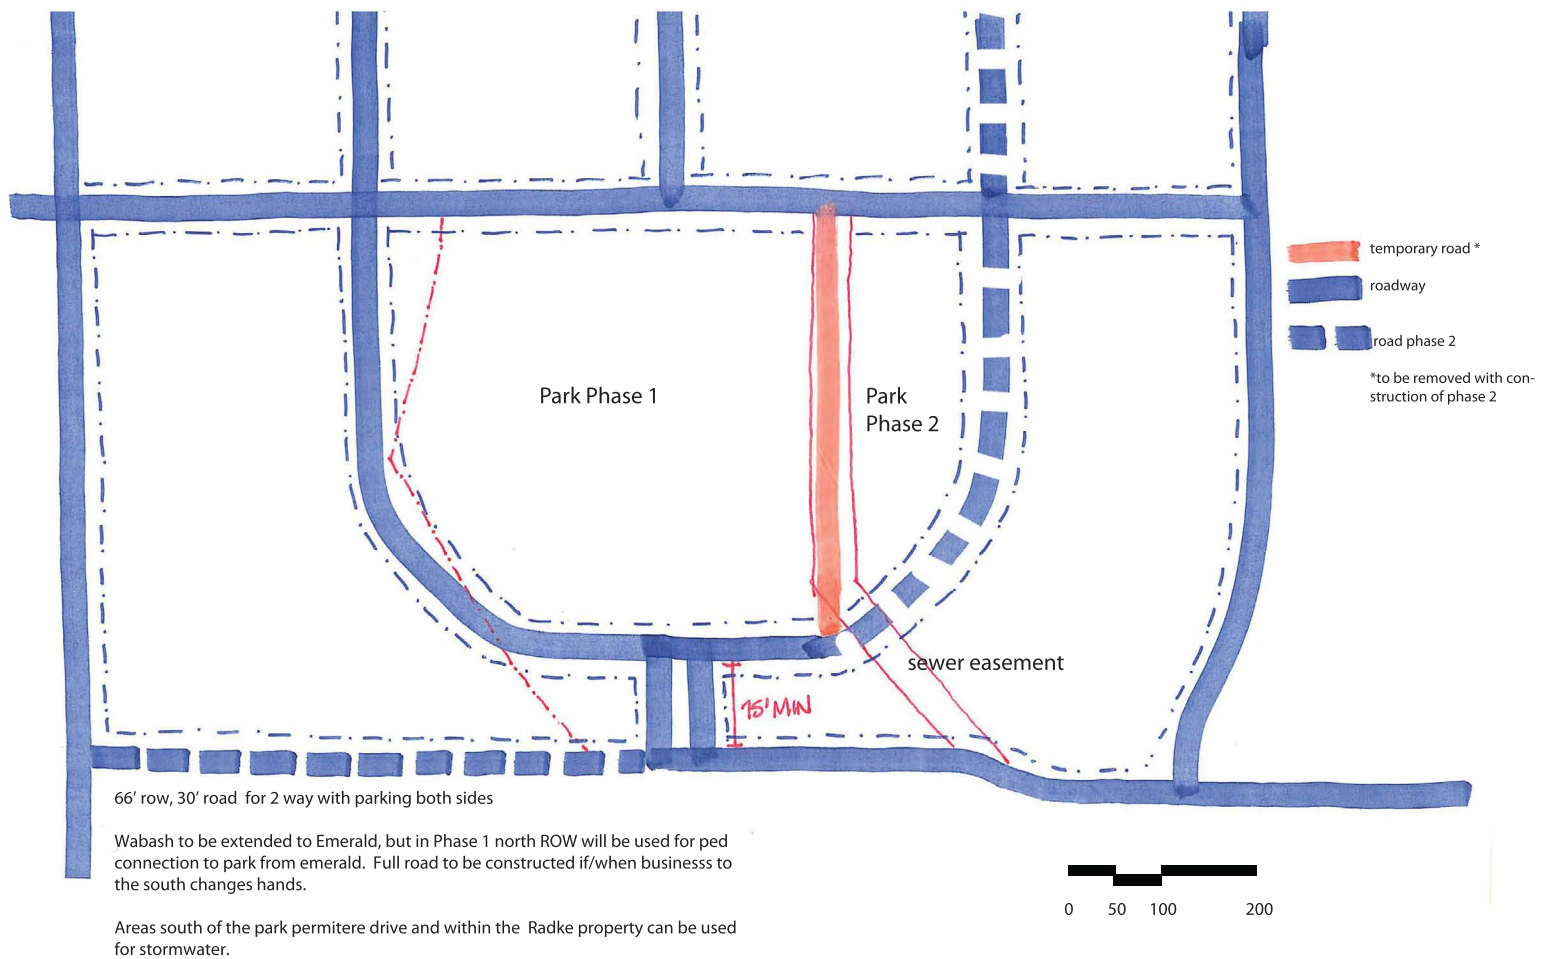 temporary road *
roadway
road phase 2
*to be removed with con-
struction of phase 2
Park Phase 1
Park
Phase 2
sewer easement
75' MIN
66' row, 30' road for 2 way with parking both sides
Wabash to be extended to Emerald, but in Phase 1 north ROW will be used for ped
connection to park from emerald. Full road to be constructed if/when businesss to
the south changes hands.
Areas south of the park permitere drive and within the Radke property can be used
for stormwater.
0 50 100 200